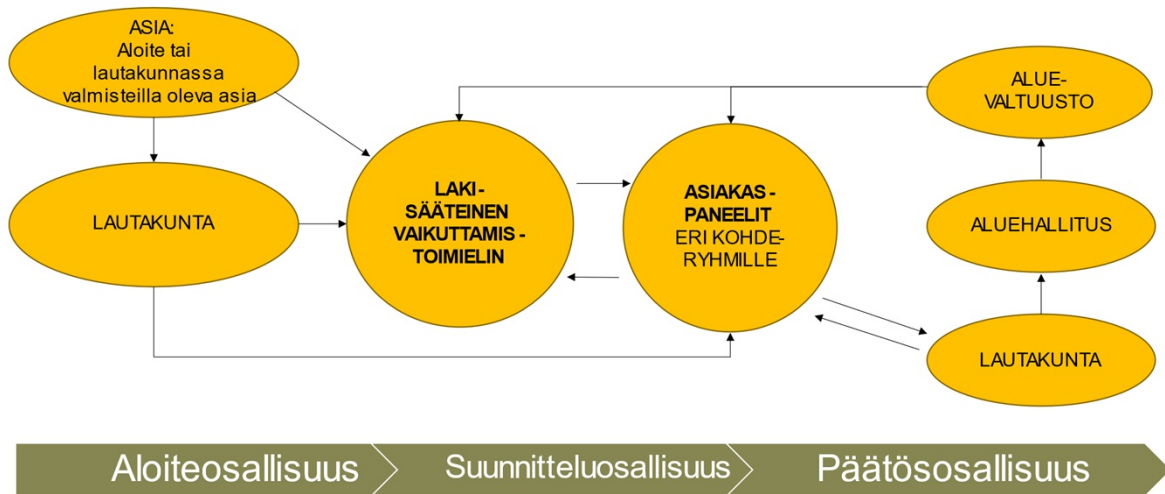 ASIA:
Aloite tai
lautakunnassa
valmisteilla oleva asia
LAUTAKUNTA
LAKI-
SÄÄTEINEN
VAIKUTTAMIS-
TOIMIELIN
ASIAKAS-
PANEELIT
ERI KOHDE-
RYHMILLE
ALUE-
VALTUUSTO
ALUEHALLITUS
LAUTAKUNTA
Aloiteosallisuus
Suunnitteluosallisuus
Päätösosallisuus